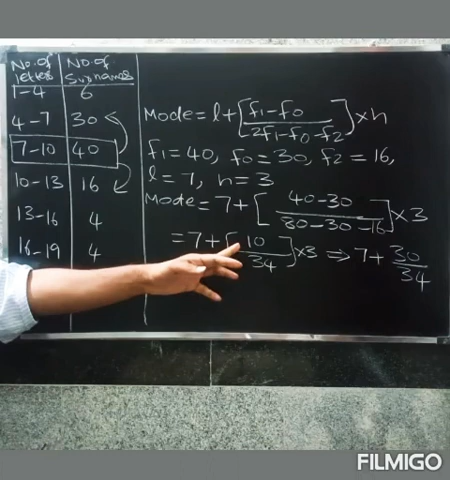 No. of letter No. of Surnames
1-4 6
4-7 30
7-10 40
10-13 16
13-16 4
16-19 4
Mode = l + [f1-f0 / 2f1-f0-f2] × h
f1 = 40, f0 = 30, f2 = 16,
l = 7, h = 3
Mode = 7 + [40-30 / 80-30-16] × 3
= 7 + [10 / 34] × 3 ⇒ 7 + 30/34
FILMIGO